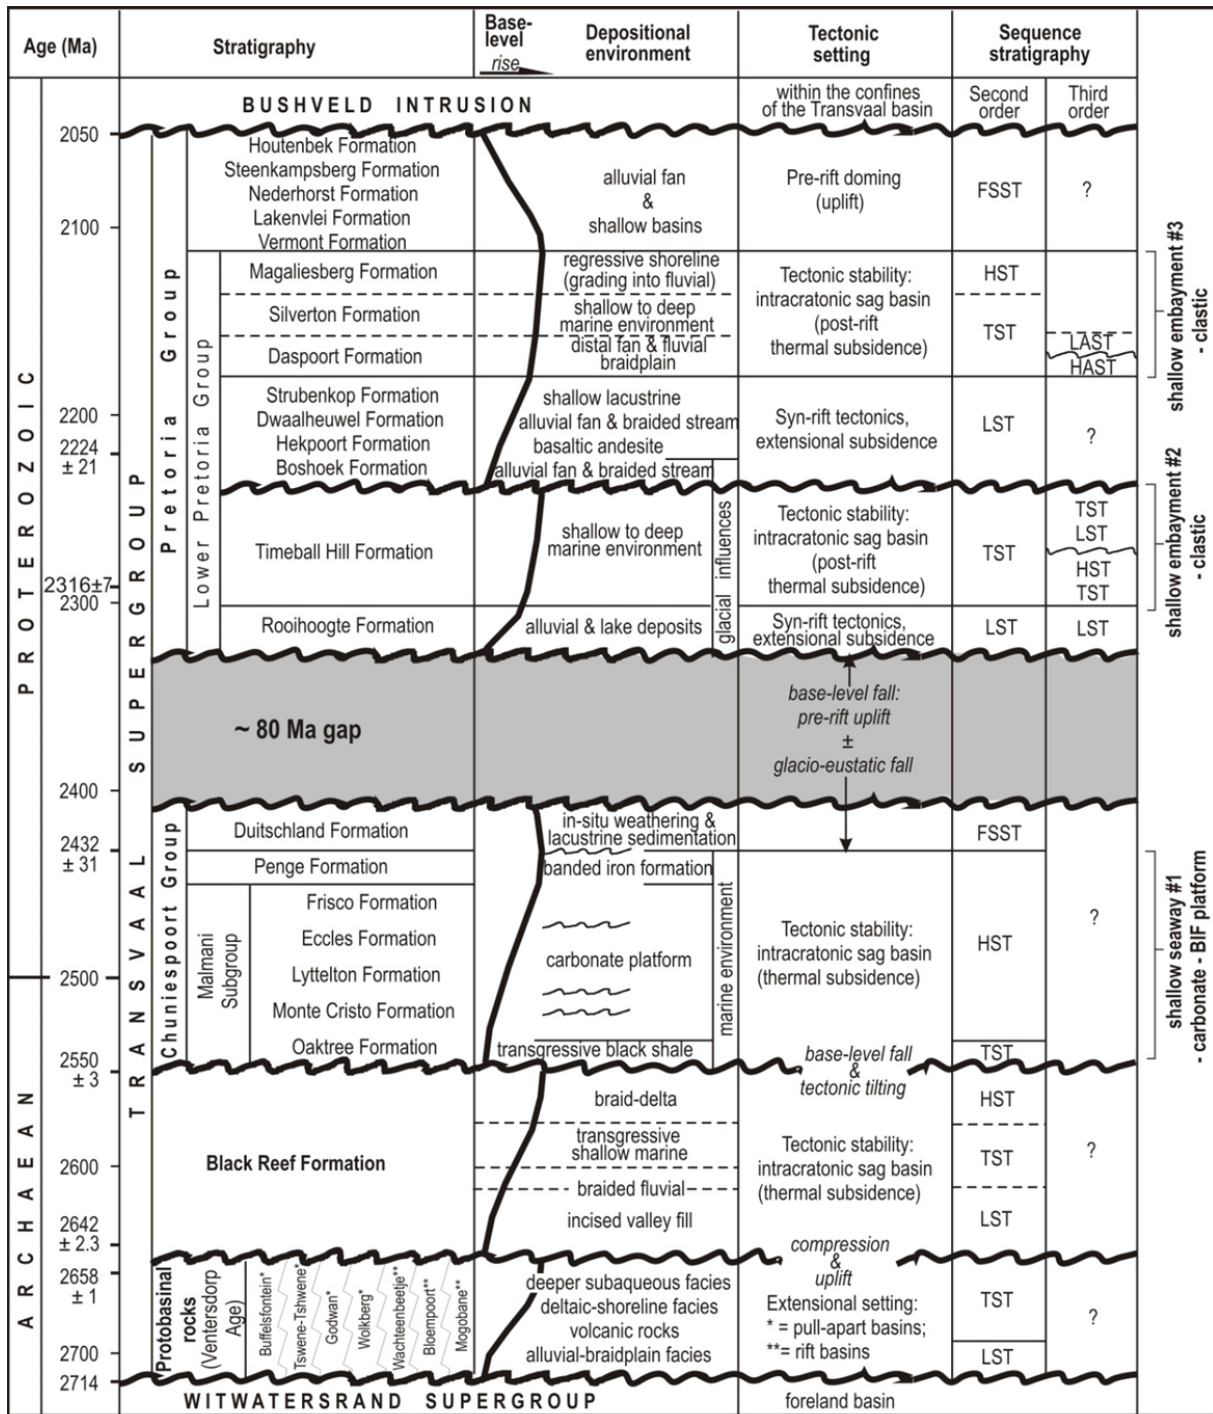 Age (Ma)
Stratigraphy
Base-
level
rise
Depositional
environment
Tectonic
setting
Sequence
stratigraphy
BUSHVELD INTRUSION
within the confines
of the Transvaal basin
Second
order
Third
order
PROTEROZOIC
ARCHAEAN
2050
2100
2200
2224
± 21
2316±7
2300
2400
2432
± 31
2500
2550
± 3
2600
2642
± 2.3
2658
± 1
2700
2714
TRANSVAAL SUPERGROUP
Pretoria Group
Lower Pretoria Group
Houtenbek Formation
Steenkampsberg Formation
Nederhorst Formation
Lakenvlei Formation
Vermont Formation
alluvial fan
&
shallow basins
Pre-rift doming
(uplift)
FSST
?
Magaliesberg Formation
regressive shoreline
(grading into fluvial)
Silverton Formation
shallow to deep
marine environment
Daspoort Formation
distal fan & fluvial
braidplain
Tectonic stability:
intracratonic sag basin
(post-rift
thermal subsidence)
HST
TST
LAST
HAST
shallow embayment #3
- clastic
Strubenkop Formation
Dwaalheuwel Formation
Hekpoort Formation
Boshoek Formation
shallow lacustrine
alluvial fan & braided stream
basaltic andesite
alluvial fan & braided stream
Syn-rift tectonics,
extensional subsidence
LST
?
Timeball Hill Formation
shallow to deep
marine environment
glacial influences
Tectonic stability:
intracratonic sag basin
(post-rift
thermal subsidence)
TST
TST
LST
HST
TST
shallow embayment #2
- clastic
Rooihoogte Formation
alluvial & lake deposits
Syn-rift tectonics,
extensional subsidence
LST
LST
~ 80 Ma gap
base-level fall:
pre-rift uplift
±
glacio-eustatic fall
Chuniespoort Group
Duitschland Formation
in-situ weathering &
lacustrine sedimentation
FSST
Penge Formation
banded iron formation
Malmani
Subgroup
Frisco Formation
Eccles Formation
Lyttelton Formation
Monte Cristo Formation
Oaktree Formation
carbonate platform
transgressive black shale
marine environment
Tectonic stability:
intracratonic sag basin
(thermal subsidence)
HST
TST
?
shallow seaway #1
- carbonate - BIF platform
base-level fall
&
tectonic tilting
Black Reef Formation
braid-delta
transgressive
shallow marine
braided fluvial
incised valley fill
Tectonic stability:
intracratonic sag basin
(thermal subsidence)
HST
TST
LST
?
compression
&
uplift
Protobasinal
rocks
(Ventersdorp
Age)
Buffelsfontein*
Tswene-Tshwene*
Godwan*
Wolkberg*
Wachteenbeetje**
Bloempoort**
Mogobane**
deeper subaqueous facies
deltaic-shoreline facies
volcanic rocks
alluvial-braidplain facies
Extensional setting:
* = pull-apart basins;
**= rift basins
TST
LST
?
WITWATERSRAND SUPERGROUP
foreland basin